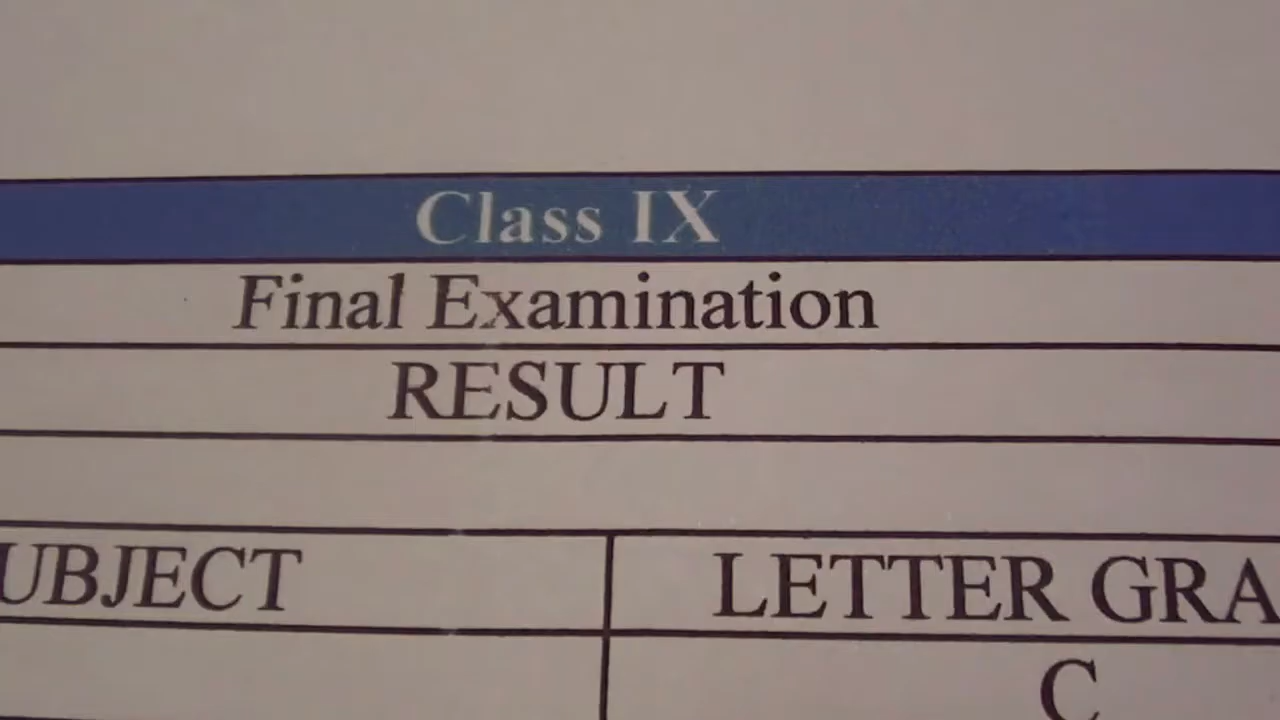 Class IX
Final Examination
RESULT
UBJECT LETTER GRA
C